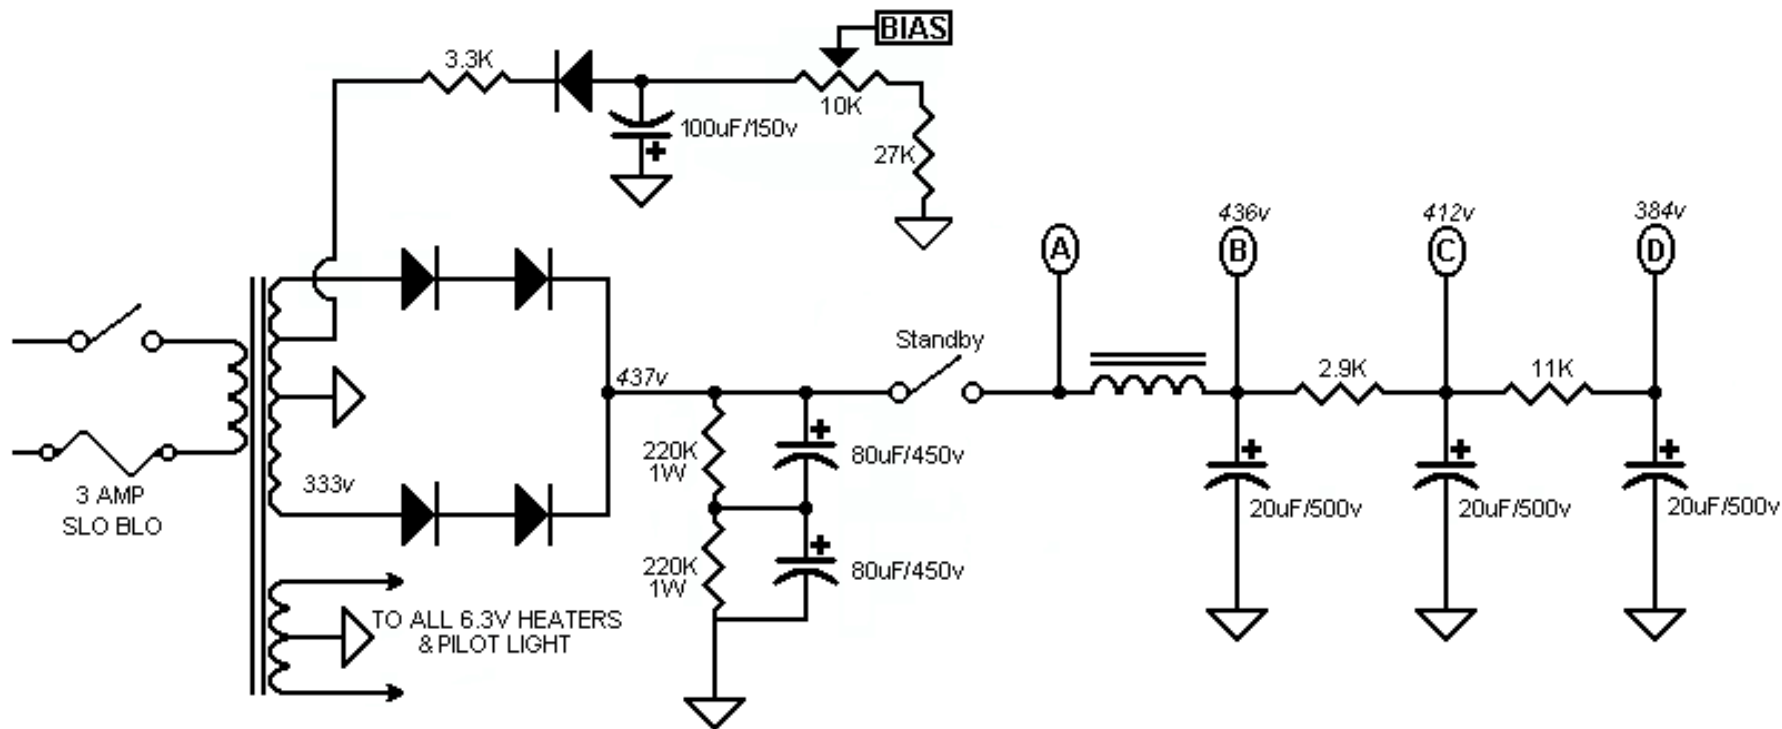 BIAS
3.3K
10K
100uF/150v
27K
436v
412v
384v
A
B
C
D
Standby
437v
2.9K
11K
3 AMP
SLO BLO
333v
220K
1W
80uF/450v
20uF/500v
20uF/500v
20uF/500v
220K
1W
80uF/450v
TO ALL 6.3V HEATERS
& PILOT LIGHT